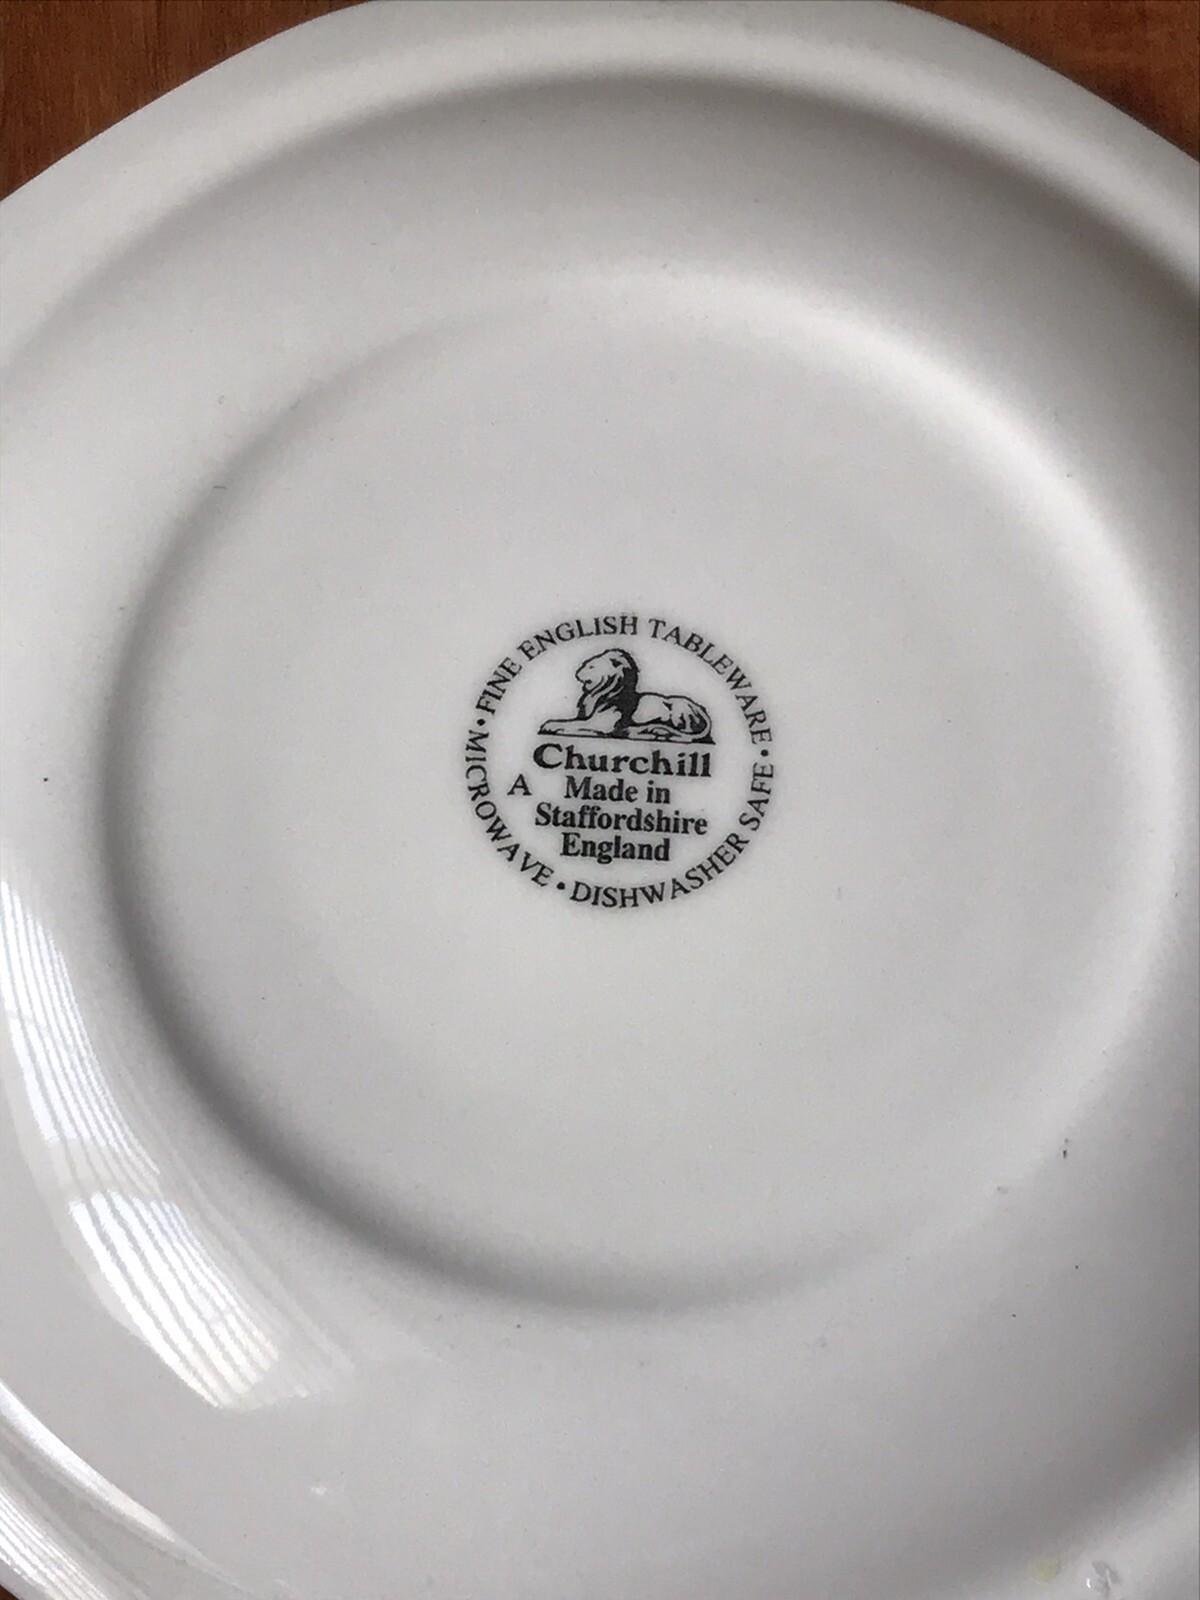 • FINE ENGLISH TABLEWARE •
Churchill
A Made in
Staffordshire
England
MICROWAVE • DISHWASHER SAFE